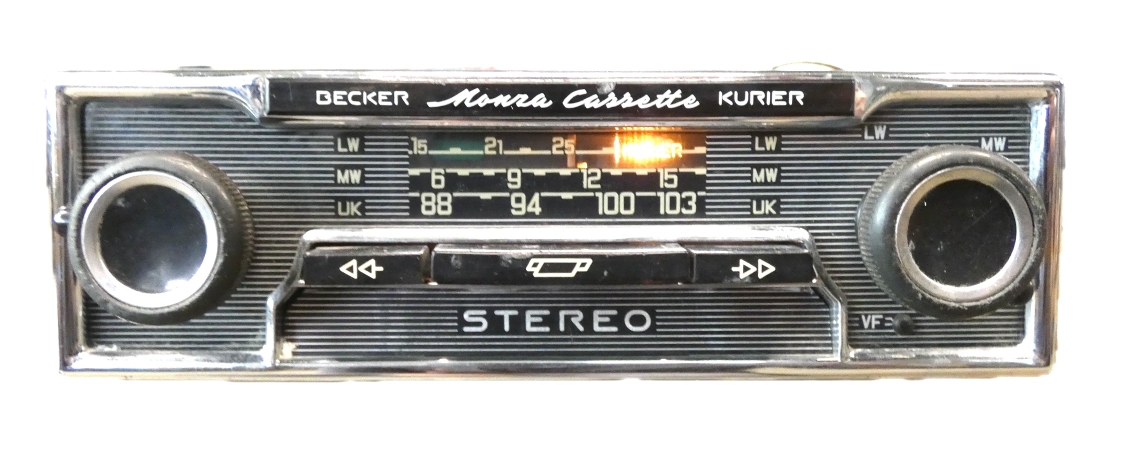 BECKER Monza Cassette KURIER
LW
LW 15 21 25 LW MW
MW 6 9 12 15 MW
UK 88 94 100 103 UK
STEREO
VF